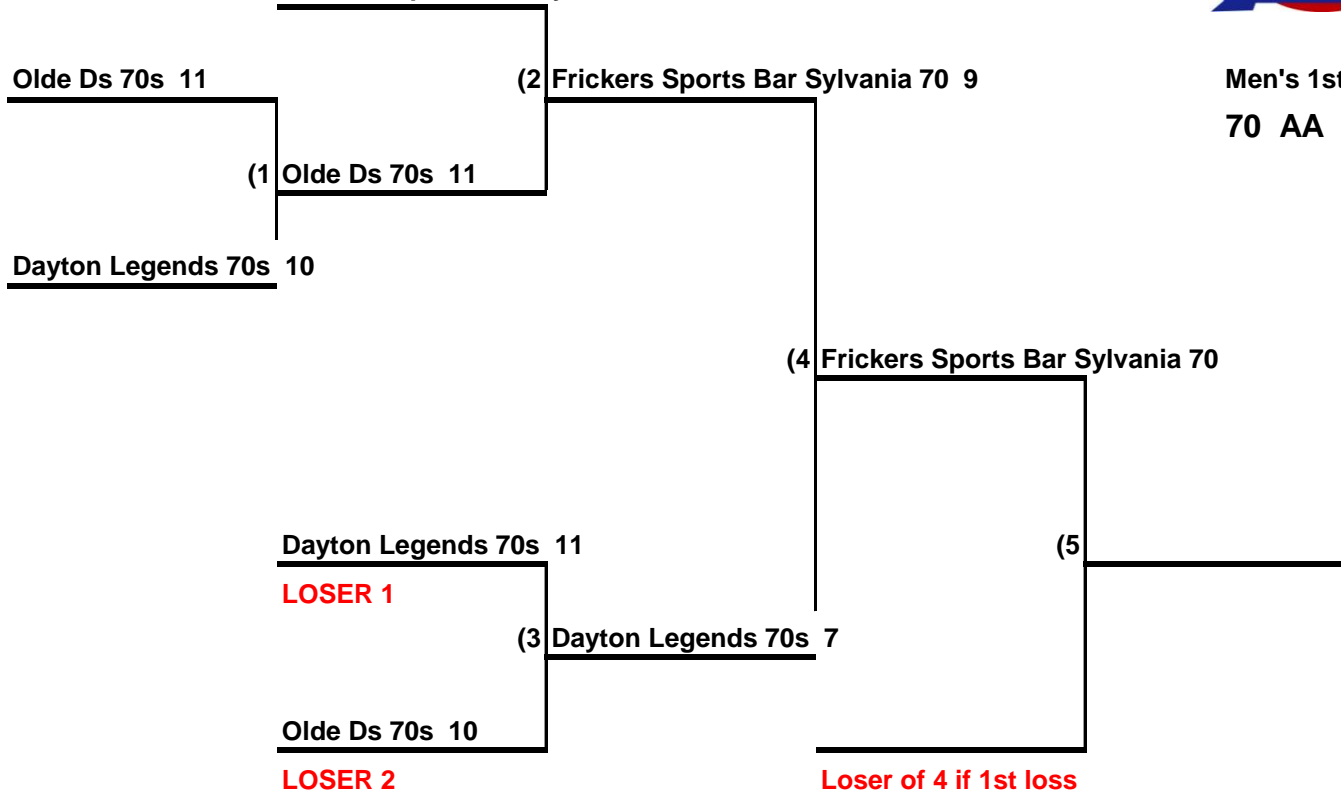 Olde Ds 70s 11
(2 Frickers Sports Bar Sylvania 70 9
Men's 1st
70 AA
(1 Olde Ds 70s 11
Dayton Legends 70s 10
(4 Frickers Sports Bar Sylvania 70
Dayton Legends 70s 11
(5
LOSER 1
(3 Dayton Legends 70s 7
Olde Ds 70s 10
LOSER 2
Loser of 4 if 1st loss